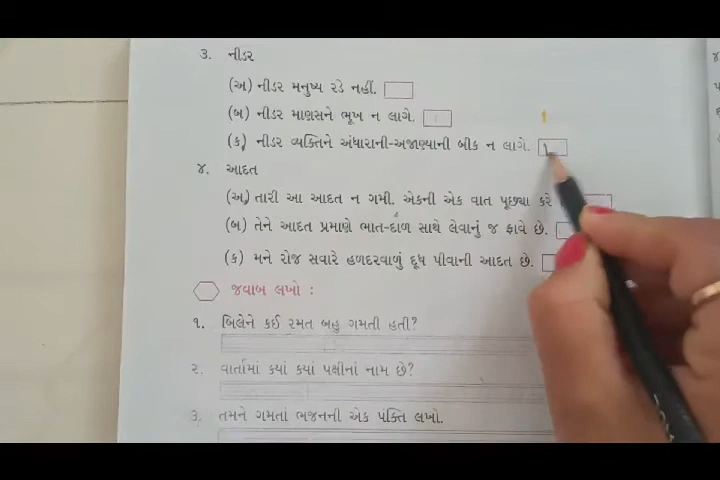 ૩. નીડર
(અ) નીડર મનુષ્ય રડે નહીં.
(બ) નીડર માણસને ભૂખ ન લાગે.
(ક) નીડર વ્યક્તિને અંધારાની-અજાણ્યાની બીક ન લાગે.
૪. આદત
(અ) તારી આ આદત ન ગમી. એકની એક વાત પૂછ્યા કરે
(બ) તેને આદત પ્રમાણે ભાત-દાળ સાથે લેવાનું જ ફાવે છે.
(ક) મને રોજ સવારે હળદરવાળું દૂધ પીવાની આદત છે.
જવાબ લખો :
૧. બિલેને કઈ રમત બહુ ગમતી હતી?
૨. વાર્તામાં ક્યાં ક્યાં પક્ષીનાં નામ છે?
૩. તમને ગમતાં ભજનની એક પંક્તિ લખો.